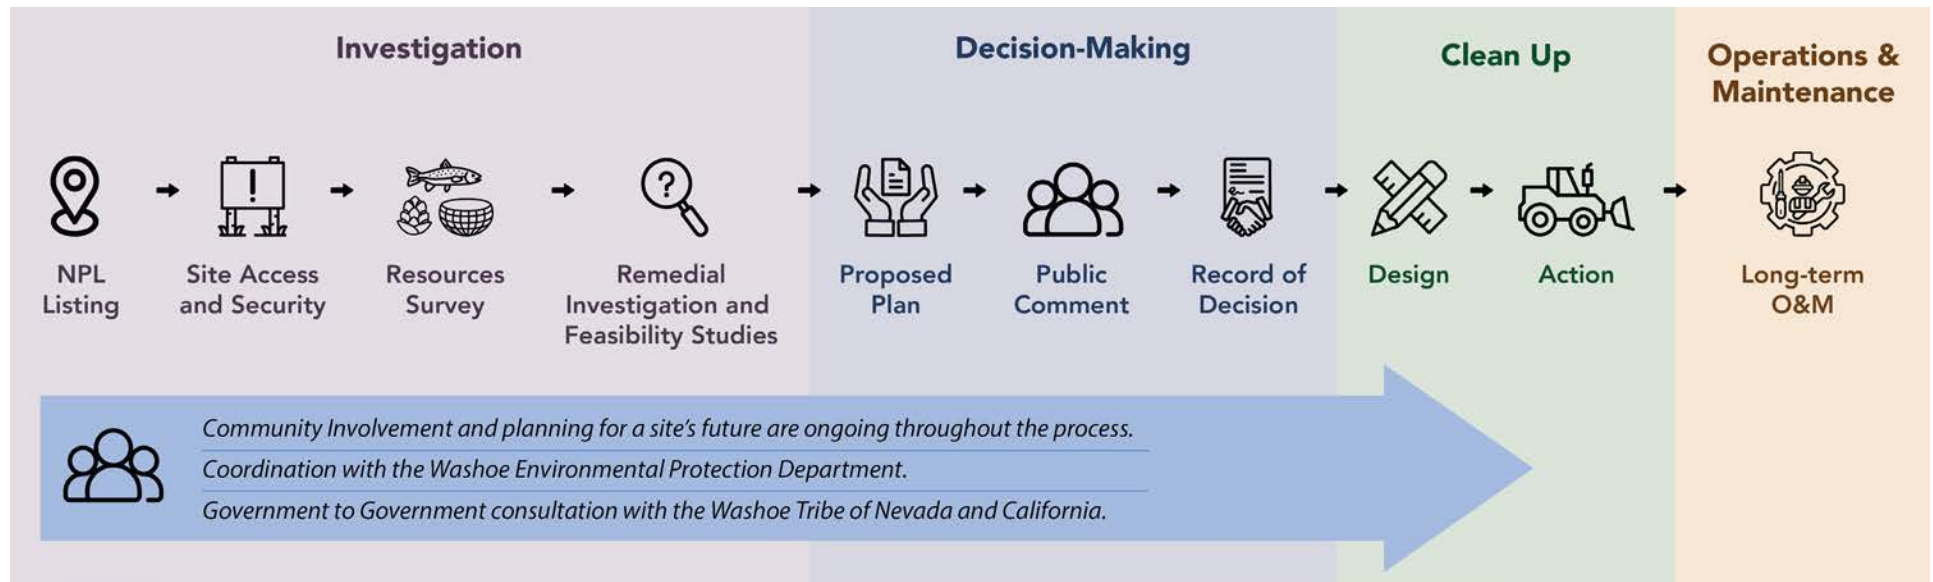 Investigation
Decision-Making
Clean Up
Operations &
Maintenance
!
?
NPL
Listing
Site Access
and Security
Resources
Survey
Remedial
Investigation and
Feasibility Studies
Proposed
Plan
Public
Comment
Record of
Decision
Design
Action
Long-term
O&M
Community Involvement and planning for a site's future are ongoing throughout the process.
Coordination with the Washoe Environmental Protection Department.
Government to Government consultation with the Washoe Tribe of Nevada and California.